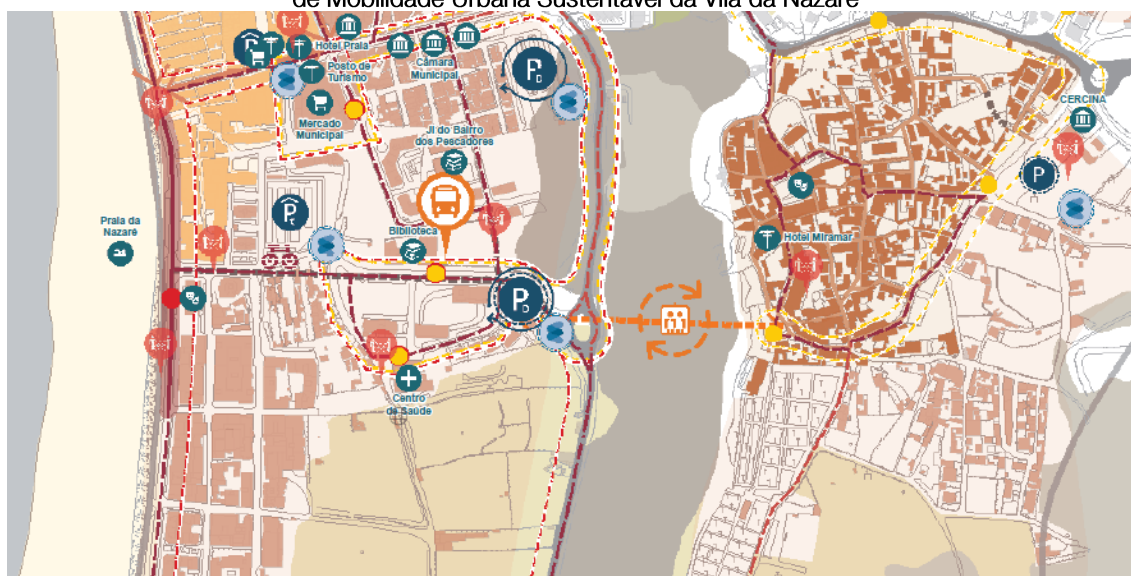 de Mobilidade Urbana Sustentável da Vila da Nazaré
Hotel Praia
Câmara
Municipal
Posto de
Turismo
Mercado
Municipal
JI do Bairro
dos Pescadores
CERCINA
P
D
P
Praia da
Nazaré
P
C
Biblioteca
Hotel Miramar
P
D
Centro
de Saúde